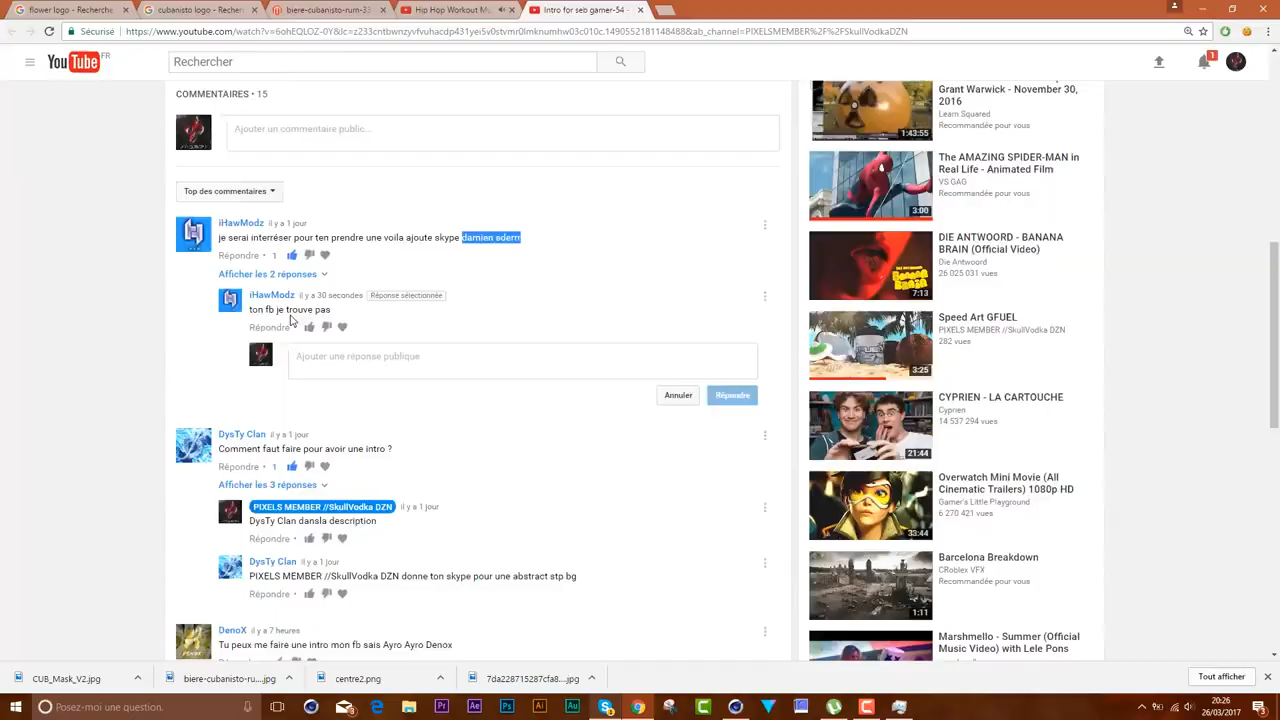 flower logo - Recherche
cubanisto logo - Reche
biere-cubanisto-rum-33
Hip Hop Workout Mu
Intro for seb gamer-54
Sécurisé
https://www.youtube.com/watch?v=6ohEQLOZ-0Y&lc=z233cntbwnzyvfvuhacdp431yei5v0stvmr0lmknumhw03c010c.1490552181148488&ab_channel=PIXELSMEMBER%2F%2FSkullVodkaDZN
YouTube FR
Rechercher
1
COMMENTAIRES • 15
Ajouter un commentaire public...
Top des commentaires
iHawModz il y a 1 jour
je serai interréser pour ten prendre une voila ajoute skype damien ederrr
Répondre • 1
Afficher les 2 réponses
iHawModz il y a 30 secondes Réponse sélectionnée
ton fb je trouve pas
Répondre
Ajouter une réponse publique
Annuler
Répondre
DysTy Clan il y a 1 jour
Comment faut faire pour avoir une intro ?
Répondre • 1
Afficher les 3 réponses
PIXELS MEMBER //SkullVodka DZN il y a 1 jour
DysTy Clan dansla description
Répondre •
DysTy Clan il y a 1 jour
PIXELS MEMBER //SkullVodka DZN donne ton skype pour une abstract stp bg
Répondre •
DenoX il y a 7 heures
Tu peux me faire une intro mon fb sais Ayro Ayro Denox
Grant Warwick - November 30,
2016
Learn Squared
Recommandée pour vous
1:43:55
The AMAZING SPIDER-MAN in
Real Life - Animated Film
VS GAG
Recommandée pour vous
3:00
DIE ANTWOORD - BANANA
BRAIN (Official Video)
Die Antwoord
26 025 031 vues
7:13
Speed Art GFUEL
PIXELS MEMBER //SkullVodka DZN
282 vues
3:25
CYPRIEN - LA CARTOUCHE
Cyprien
14 537 294 vues
21:44
Overwatch Mini Movie (All
Cinematic Trailers) 1080p HD
Gamer's Little Playground
6 270 421 vues
33:44
Barcelona Breakdown
CRoblex VFX
Recommandée pour vous
1:11
Marshmello - Summer (Official
Music Video) with Lele Pons
CUB_Mask_V2.jpg
biere-cubanisto-ru....jpg
centre2.png
7da228715287cfa8....jpg
Tout afficher
Posez-moi une question.
20:26
26/03/2017